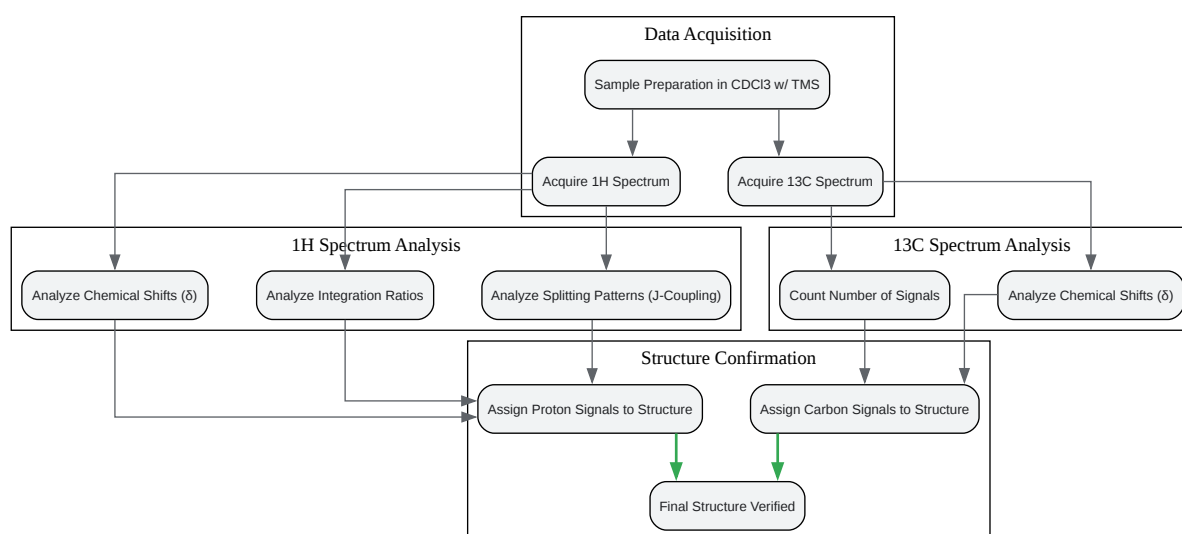 Data Acquisition
Sample Preparation in CDCl3 w/ TMS
Acquire 1H Spectrum
Acquire 13C Spectrum
1H Spectrum Analysis
13C Spectrum Analysis
Analyze Chemical Shifts (δ)
Analyze Integration Ratios
Analyze Splitting Patterns (J-Coupling)
Count Number of Signals
Analyze Chemical Shifts (δ)
Structure Confirmation
Assign Proton Signals to Structure
Assign Carbon Signals to Structure
Final Structure Verified